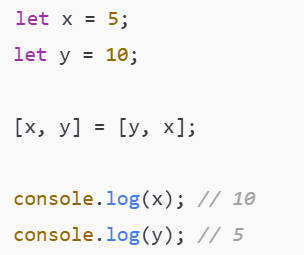 let x = 5;
let y = 10;
[x, y] = [y, x];
console.log(x); // 10
console.log(y); // 5